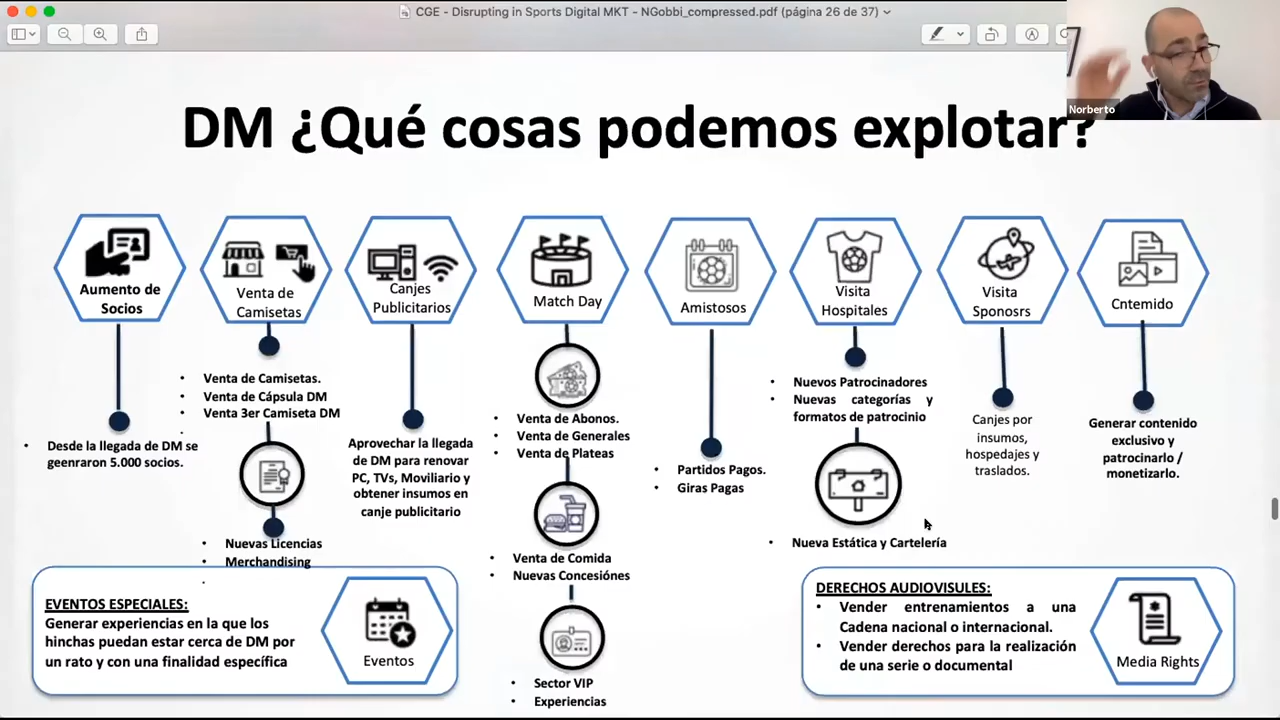 CGE - Disrupting in Sports Digital MKT - NGobbi_compressed.pdf (página 26 de 37)
Norberto
DM ¿Qué cosas podemos explotar?
Aumento de
Socios
• Desde la llegada de DM se
geenraron 5.000 socios.
Venta de
Camisetas
• Venta de Camisetas.
• Venta de Cápsula DM
• Venta 3er Camiseta DM
• Nuevas Licencias
• Merchandising
Canjes
Publicitarios
Aprovechar la llegada
de DM para renovar
PC, TVs, Moviliario y
obtener insumos en
canje publicitario
Match Day
• Venta de Abonos.
• Venta de Generales
• Venta de Plateas
• Venta de Comida
• Nuevas Concesiónes
• Sector VIP
• Experiencias
Amistosos
• Partidos Pagos.
• Giras Pagas
Visita
Hospitales
• Nuevos Patrocinadores
• Nuevas categorías y
formatos de patrocinio
• Nueva Estática y Cartelería
Visita
Sponosrs
Canjes por
insumos,
hospedajes y
traslados.
Cntemido
Generar contenido
exclusivo y
patrocinarlo /
monetizarlo.
EVENTOS ESPECIALES:
Generar experiencias en la que los
hinchas puedan estar cerca de DM por
un rato y con una finalidad específica
Eventos
DERECHOS AUDIOVISULES:
• Vender entrenamientos a una
Cadena nacional o internacional.
• Vender derechos para la realización
de una serie o documental
Media Rights